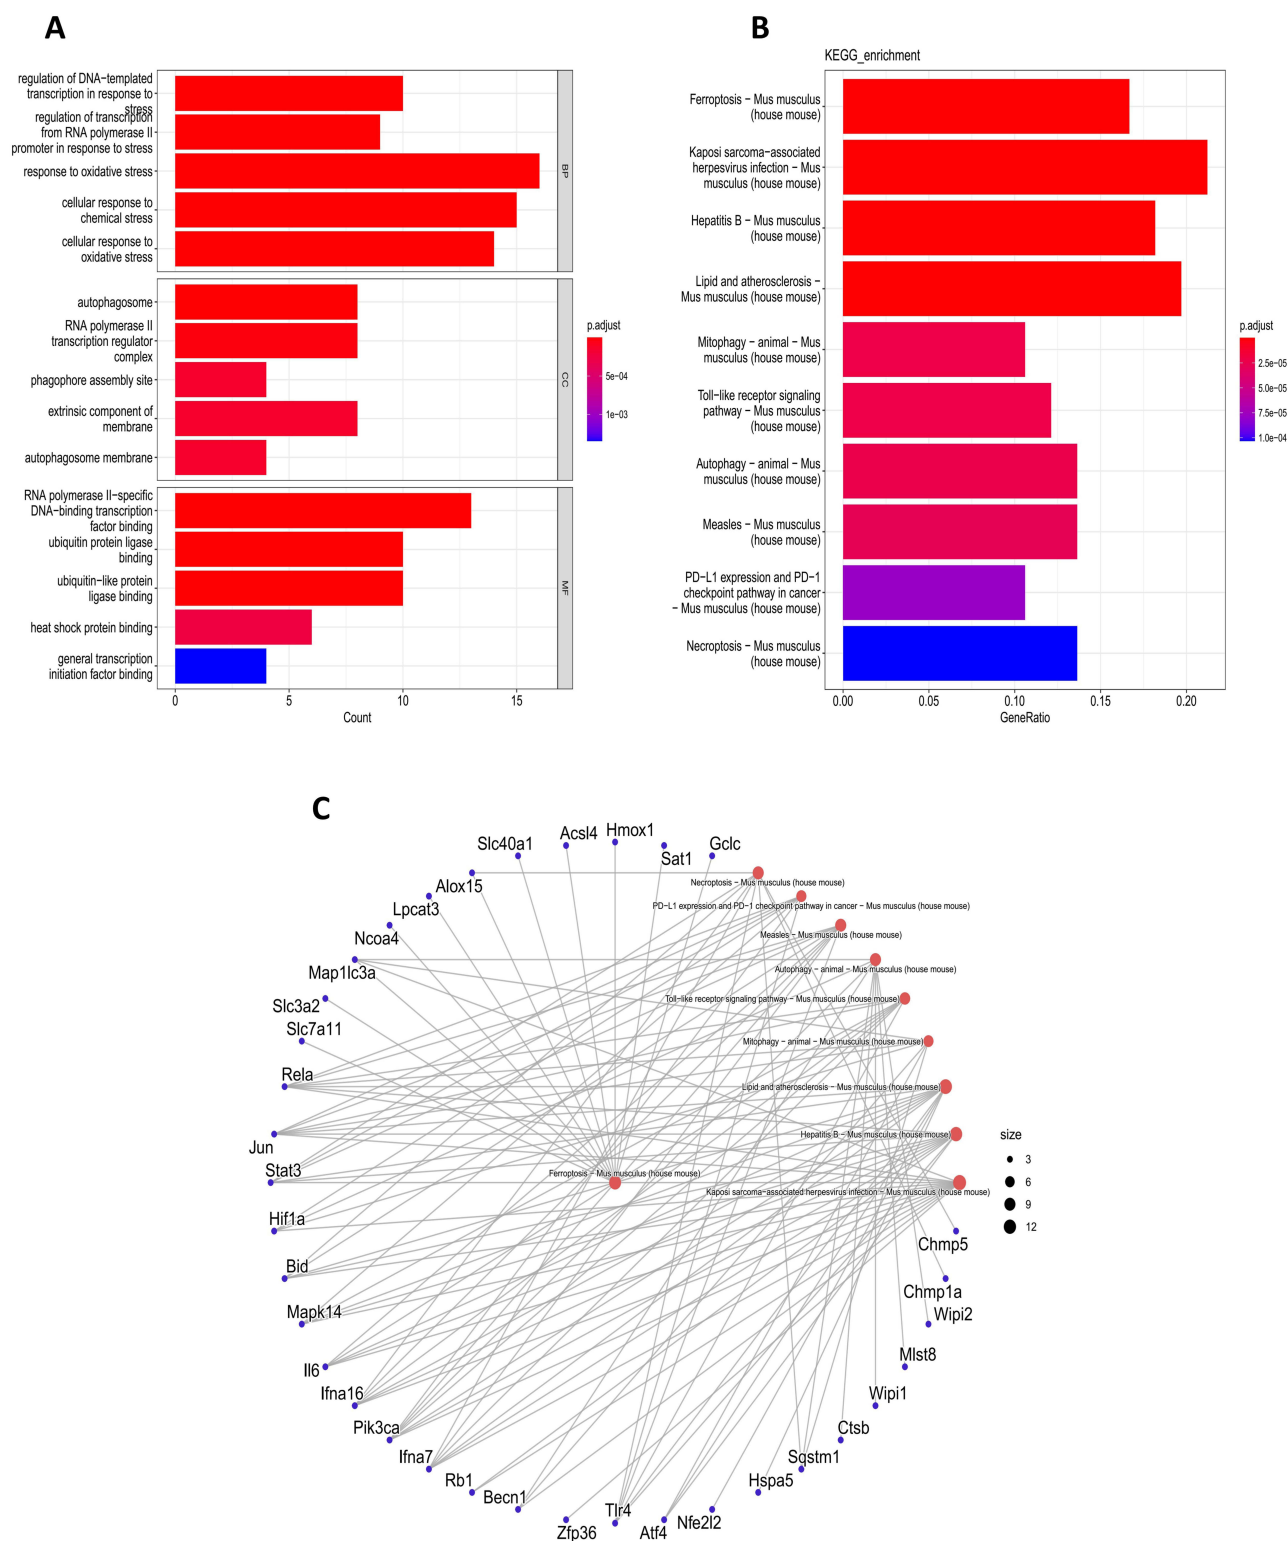 A
regulation of DNA−templated
transcription in response to
stress
regulation of transcription
from RNA polymerase II
promoter in response to stress
response to oxidative stress
cellular response to
chemical stress
cellular response to
oxidative stress
BP
autophagosome
RNA polymerase II
transcription regulator
complex
phagophore assembly site
extrinsic component of
membrane
autophagosome membrane
CC
RNA polymerase II−specific
DNA−binding transcription
factor binding
ubiquitin protein ligase
binding
ubiquitin−like protein
ligase binding
heat shock protein binding
general transcription
initiation factor binding
MF
0
5
10
15
Count
p.adjust
5e−04
1e−03
B
KEGG_enrichment
Ferroptosis − Mus musculus
(house mouse)
Kaposi sarcoma−associated
herpesvirus infection − Mus
musculus (house mouse)
Hepatitis B − Mus musculus
(house mouse)
Lipid and atherosclerosis −
Mus musculus (house mouse)
Mitophagy − animal − Mus
musculus (house mouse)
Toll−like receptor signaling
pathway − Mus musculus
(house mouse)
Autophagy − animal − Mus
musculus (house mouse)
Measles − Mus musculus
(house mouse)
PD−L1 expression and PD−1
checkpoint pathway in cancer
− Mus musculus (house mouse)
Necroptosis − Mus musculus
(house mouse)
0.00
0.05
0.10
0.15
0.20
GeneRatio
p.adjust
2.5e−05
5.0e−05
7.5e−05
1.0e−04
C
Hmox1
Acsl4
Slc40a1
Sat1
Gclc
Alox15
Lpcat3
Ncoa4
Map1lc3a
Slc3a2
Slc7a11
Rela
Jun
Stat3
Hif1a
Bid
Mapk14
Il6
Ifna16
Pik3ca
Ifna7
Rb1
Becn1
Zfp36
Tlr4
Atf4
Nfe2l2
Hspa5
Sqstm1
Ctsb
Wipi1
Mlst8
Wipi2
Chmp1a
Chmp5
Necroptosis − Mus musculus (house mouse)
PD−L1 expression and PD−1 checkpoint pathway in cancer − Mus musculus (house mouse)
Measles − Mus musculus (house mouse)
Autophagy − animal − Mus musculus (house mouse)
Toll−like receptor signaling pathway − Mus musculus (house mouse)
Mitophagy − animal − Mus musculus (house mouse)
Lipid and atherosclerosis − Mus musculus (house mouse)
Hepatitis B − Mus musculus (house mouse)
Ferroptosis − Mus musculus (house mouse)
Kaposi sarcoma−associated herpesvirus infection − Mus musculus (house mouse)
size
3
6
9
12